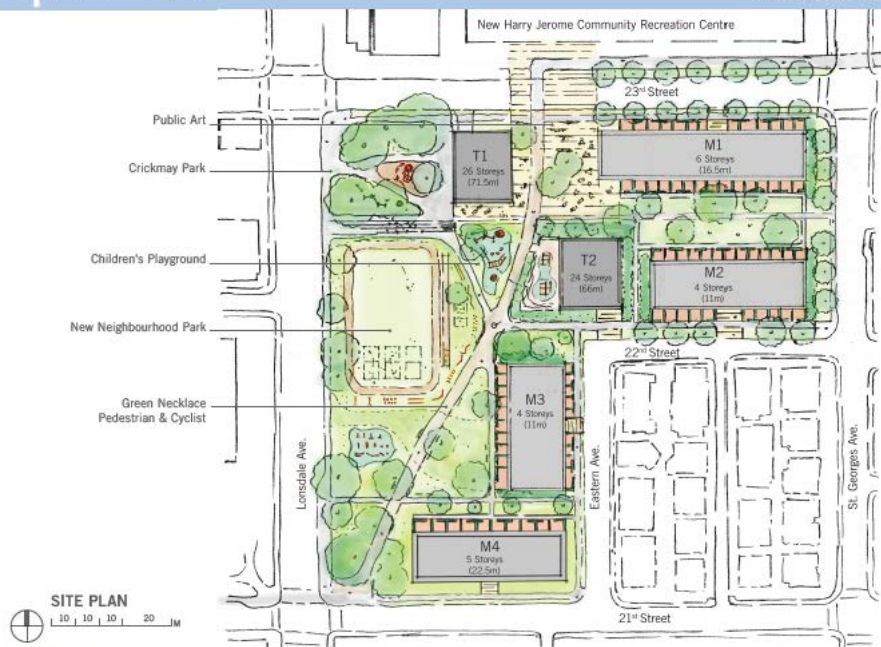 New Harry Jerome Community Recreation Centre
23rd Street
Public Art
Crickmay Park
Children's Playground
New Neighbourhood Park
Green Necklace
Pedestrian & Cyclist
T1
26 Storeys
(71.5m)
M1
6 Storeys
(16.5m)
T2
24 Storeys
(66m)
M2
4 Storeys
(11m)
22nd Street
M3
4 Storeys
(11m)
Lonsdale Ave.
Eastern Ave.
St. Georges Ave.
M4
5 Storeys
(22.5m)
21st Street
SITE PLAN
10 10 10 20 M